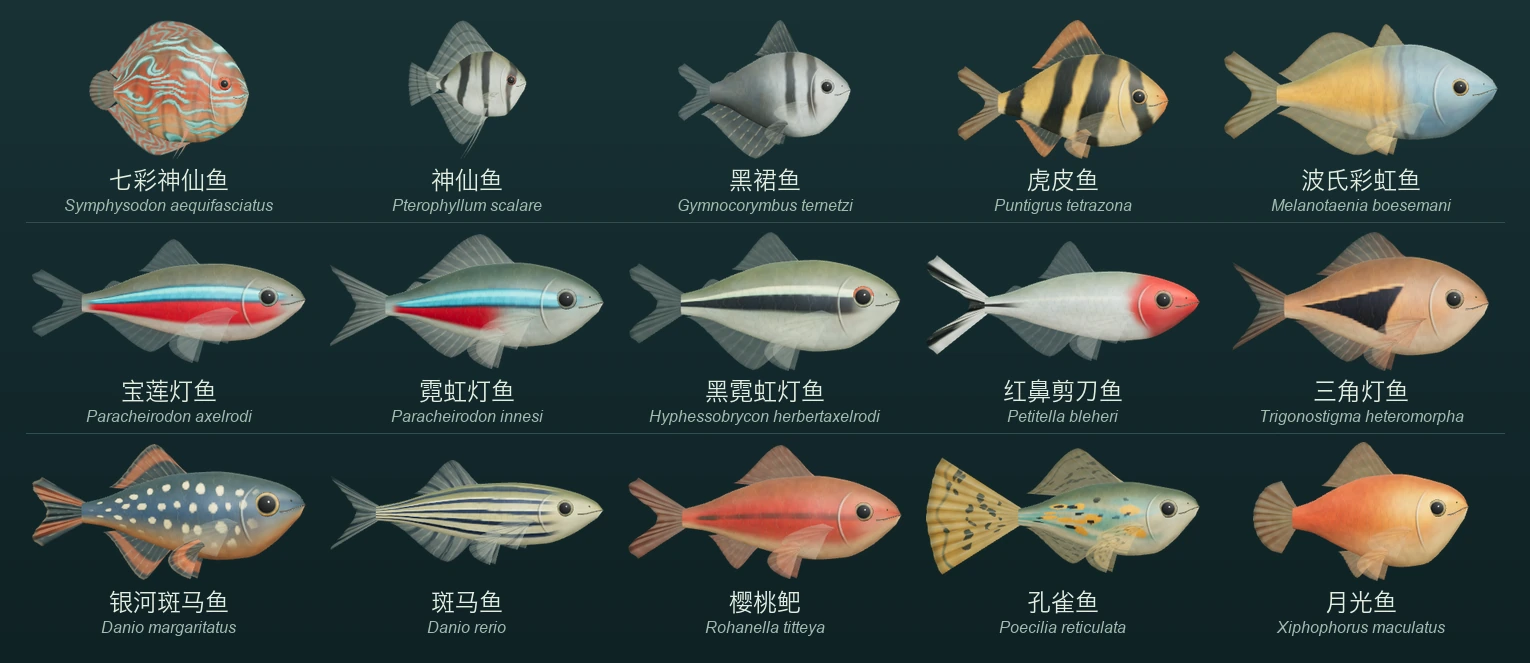 七彩神仙鱼
Symphysodon aequifasciatus
神仙鱼
Pterophyllum scalare
黑裙鱼
Gymnocorymbus ternetzi
虎皮鱼
Puntigrus tetrazona
波氏彩虹鱼
Melanotaenia boesemani
宝莲灯鱼
Paracheirodon axelrodi
霓虹灯鱼
Paracheirodon innesi
黑霓虹灯鱼
Hyphessobrycon herbertaxelrodi
红鼻剪刀鱼
Petitella bleheri
三角灯鱼
Trigonostigma heteromorpha
银河斑马鱼
Danio margaritatus
斑马鱼
Danio rerio
樱桃鲃
Rohanella titteya
孔雀鱼
Poecilia reticulata
月光鱼
Xiphophorus maculatus